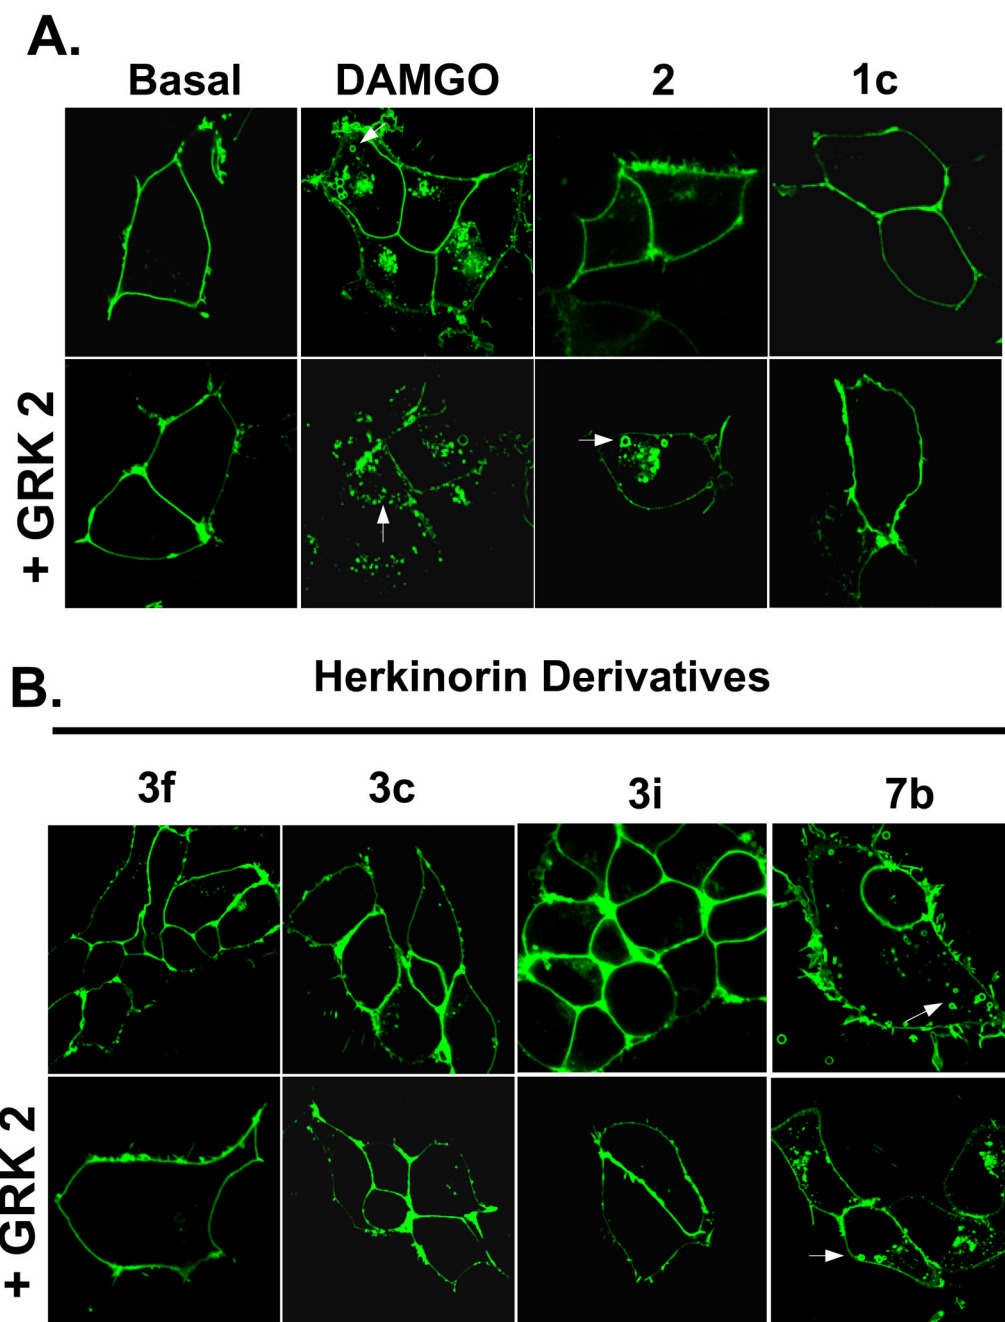 A.
Basal DAMGO 2 1c
+ GRK 2
B.
Herkinorin Derivatives
3f 3c 3i 7b
+ GRK 2